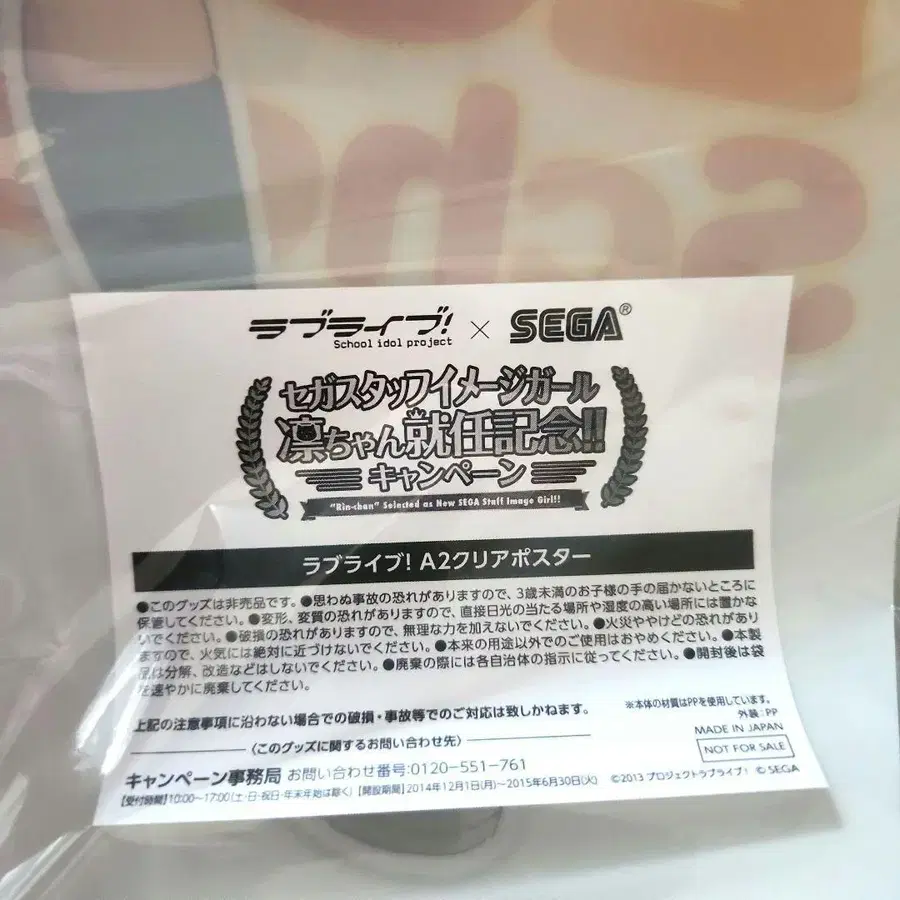 ラブライブ!
School idol project
×
SEGA®
セガスタッフイメージガール
凛ちゃん就任記念!!
キャンペーン
"Rin-chan" Selected as New SEGA Staff Image Girl!!
ラブライブ! A2クリアポスター
●このグッズは非売品です。●思わぬ事故の恐れがありますので、3歳未満のお子様の手の届かないところに
保管してください。●変形、変質の恐れがありますので、直接日光の当たる場所や湿度の高い場所には置かな
いでください。●破損の恐れがありますので、無理な力を加えないでください。●火災ややけどの恐れがあり
ますので、火気には絶対に近づけないでください。●本来の用途以外でのご使用はおやめください。●本製
品は分解、改造などはしないでください。●廃棄の際には各自治体の指示に従ってください。●開封後は袋
を速やかに廃棄してください。
上記の注意事項に沿わない場合での破損・事故等でのご対応は致しかねます。
※本体の材質はPPを使用しています。
外装:PP
MADE IN JAPAN
NOT FOR SALE
〈このグッズに関するお問い合わせ先〉
キャンペーン事務局 お問い合わせ番号:0120-551-761
【受付時間】10:00~17:00(土・日・祝日・年末年始は除く)【開設期間】2014年12月1日(月)~2015年6月30日(火)
©2013 プロジェクトラブライブ! ©SEGA